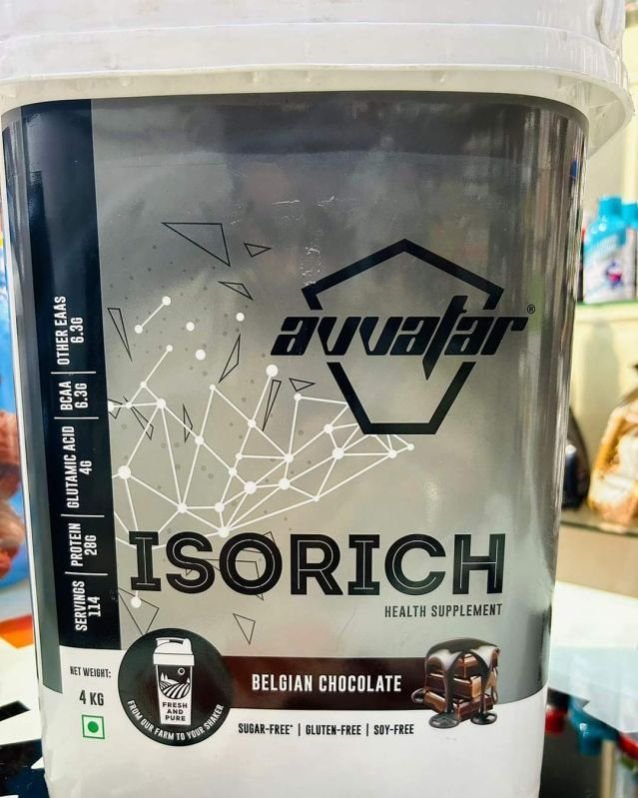 avvatar®
ISORICH
HEALTH SUPPLEMENT
SERVINGS
114
PROTEIN
28G
GLUTAMIC ACID
4G
BCAA
6.3G
OTHER EAAS
6.3G
NET WEIGHT:
4 KG
FRESH
AND
PURE
FROM OUR FARM TO YOUR SHAKER
BELGIAN CHOCOLATE
SUGAR-FREE* | GLUTEN-FREE | SOY-FREE